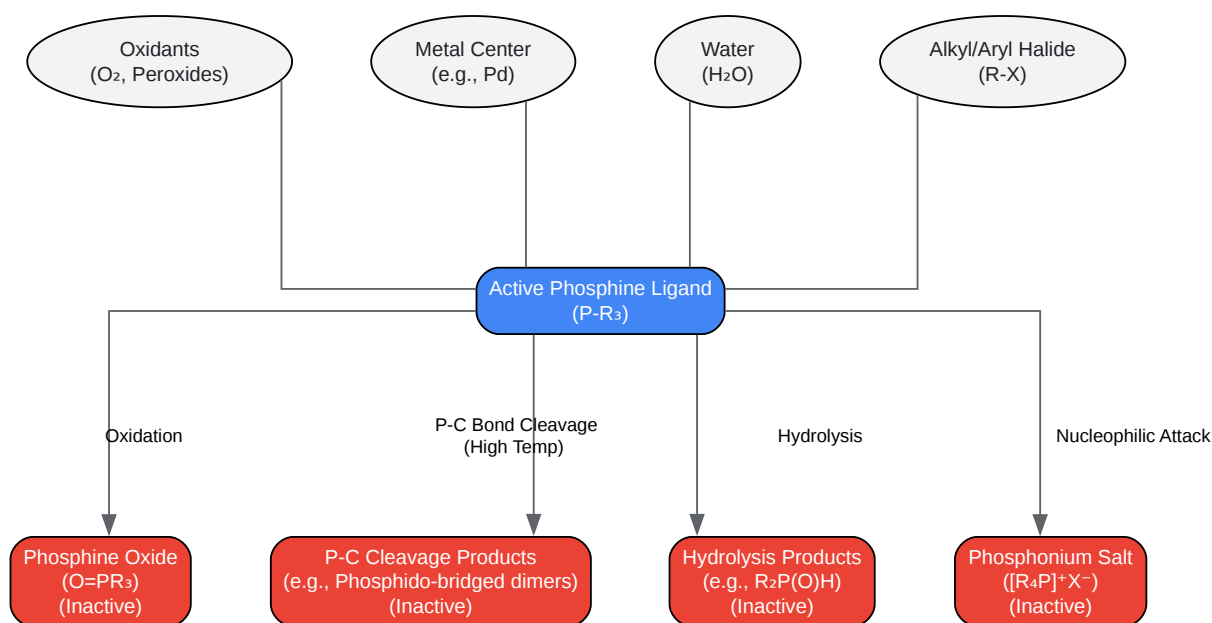 Oxidants
(O₂, Peroxides)
Metal Center
(e.g., Pd)
Water
(H₂O)
Alkyl/Aryl Halide
(R-X)
Active Phosphine Ligand
(P-R₃)
Oxidation
P-C Bond Cleavage
(High Temp)
Hydrolysis
Nucleophilic Attack
Phosphine Oxide
(O=PR₃)
(Inactive)
P-C Cleavage Products
(e.g., Phosphido-bridged dimers)
(Inactive)
Hydrolysis Products
(e.g., R₂P(O)H)
(Inactive)
Phosphonium Salt
([R₄P]⁺X⁻)
(Inactive)